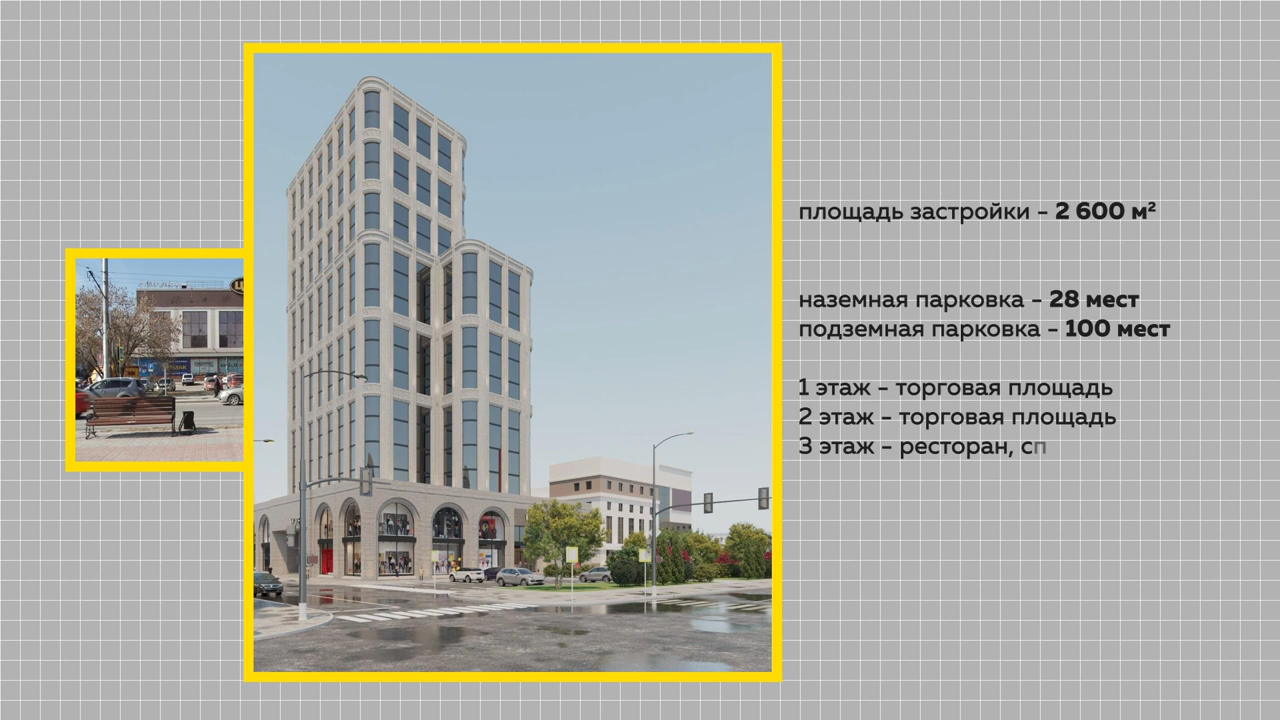 площадь застройки – 2 600 м²
наземная парковка – 28 мест
подземная парковка – 100 мест
1 этаж – торговая площадь
2 этаж – торговая площадь
3 этаж – ресторан, сп